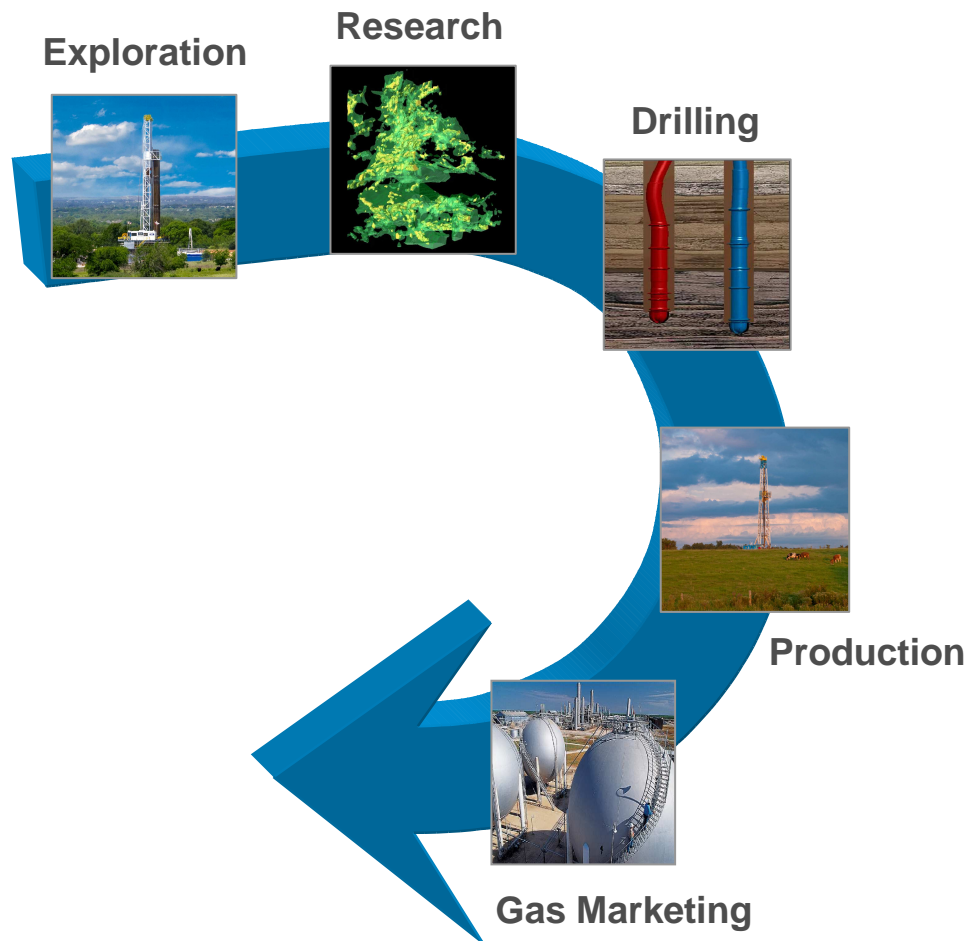 Exploration
Research
Drilling
Production
Gas Marketing